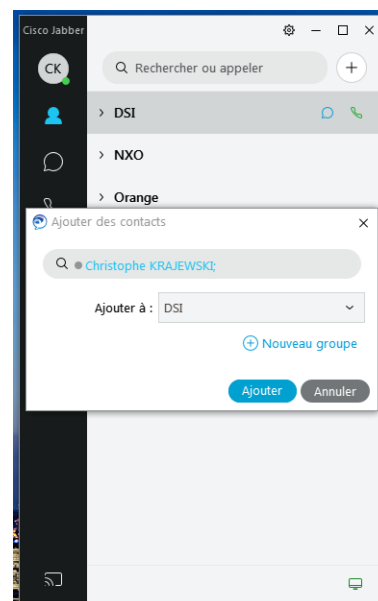 Cisco Jabber
CK
Rechercher ou appeler
DSI
NXO
Orange
Ajouter des contacts
Christophe KRAJEWSKI;
Ajouter à : DSI
Nouveau groupe
Ajouter Annuler